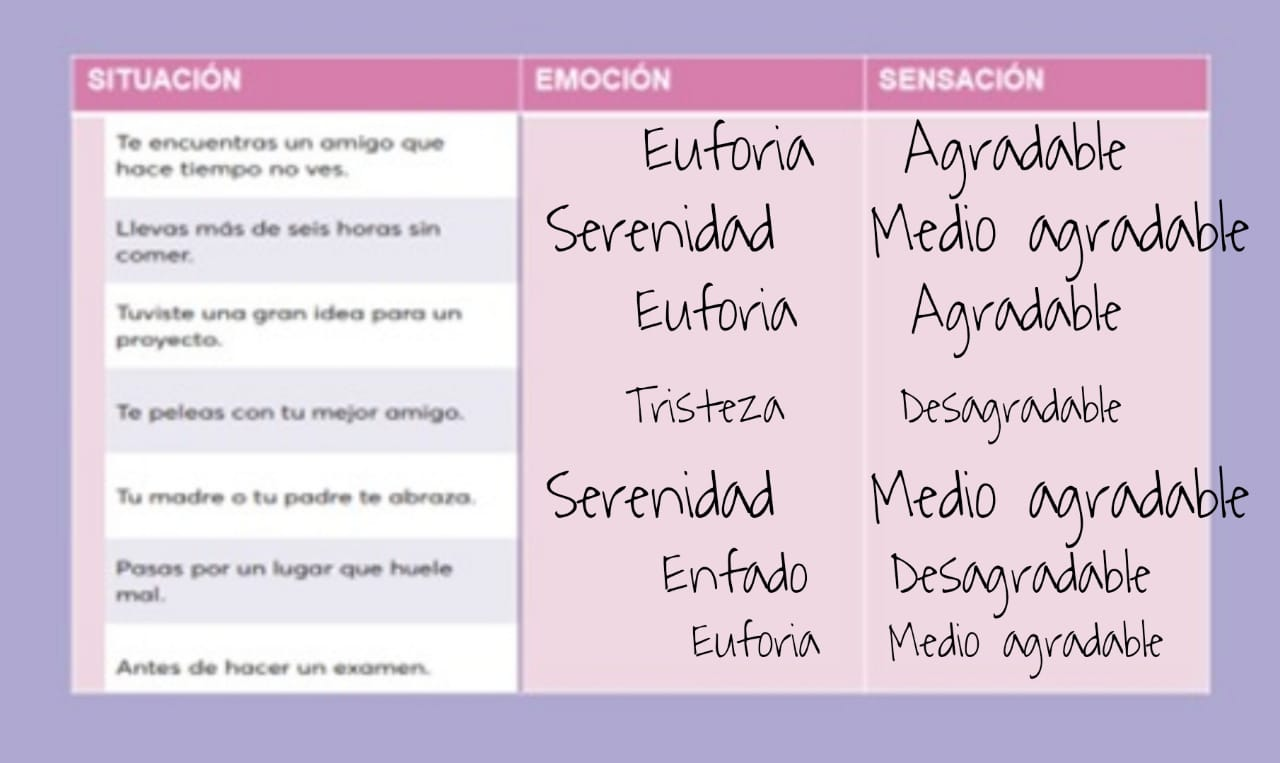 SITUACIÓN EMOCIÓN SENSACIÓN
Te encuentras un amigo que
hace tiempo no ves.
Euforia Agradable
Llevas más de seis horas sin
comer.
Serenidad Medio agradable
Tuviste una gran idea para un
proyecto.
Euforia Agradable
Te peleas con tu mejor amigo. Tristeza Desagradable
Tu madre o tu padre te abraza. Serenidad Medio agradable
Pasas por un lugar que huele
mal.
Enfado Desagradable
Antes de hacer un examen. Euforia Medio agradable